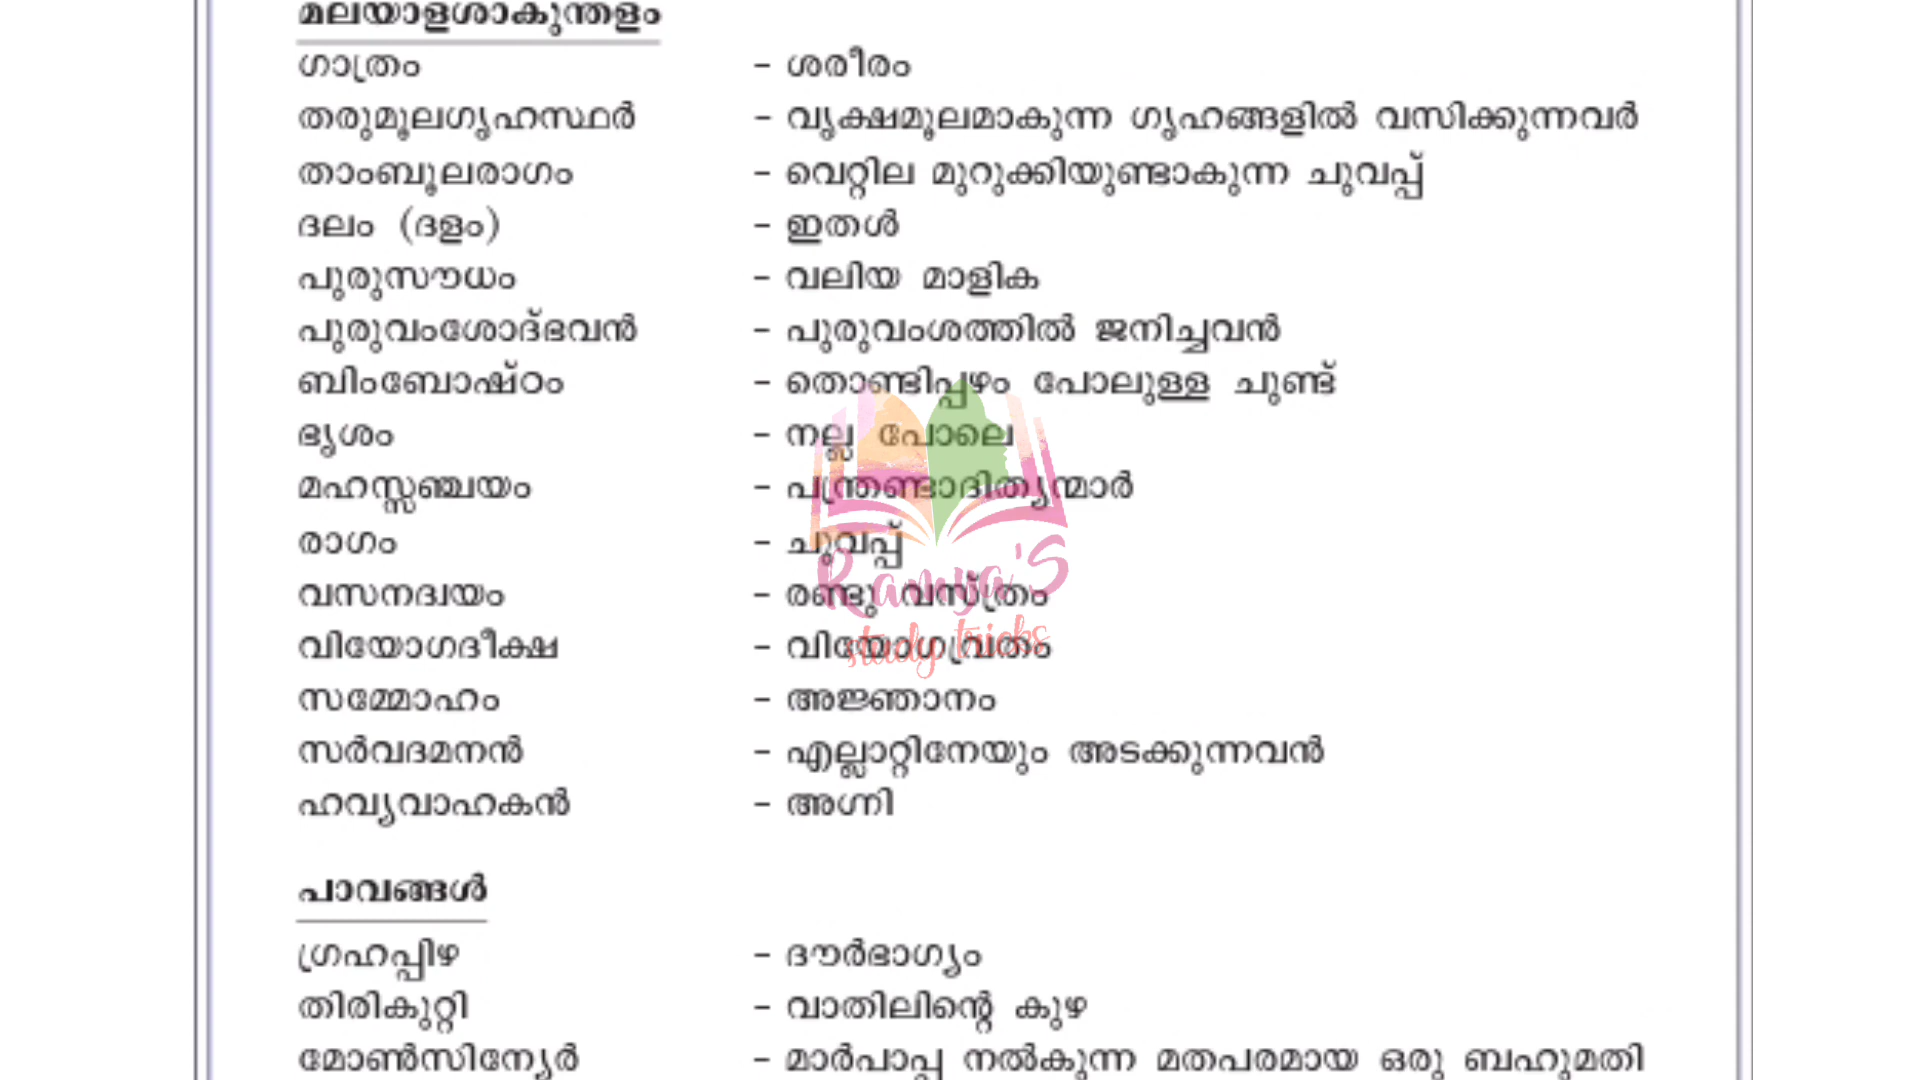 മലയാളശാകുന്തളം
ഗാത്രം – ശരീരം
തരുമൂലഗൃഹസ്ഥർ – വൃക്ഷമൂലമാകുന്ന ഗൃഹങ്ങളിൽ വസിക്കുന്നവർ
താംബൂലരാഗം – വെറ്റില മുറുക്കിയുണ്ടാകുന്ന ചുവപ്പ്
ദലം (ദളം) – ഇതൾ
പുരുസൗധം – വലിയ മാളിക
പുരുവംശോദ്ഭവൻ – പുരുവംശത്തിൽ ജനിച്ചവൻ
ബിംബോഷ്ഠം – തൊണ്ടിപ്പഴം പോലുള്ള ചുണ്ട്
ഭൃശം – നല്ല പോലെ
മഹസ്സഞ്ചയം – പന്ത്രണ്ടാദിത്യന്മാർ
രാഗം – ചുവപ്പ്
വസനദ്വയം – രണ്ടു വസ്ത്രം
വിയോഗദീക്ഷ – വിയോഗവ്രതം
സമ്മോഹം – അജ്ഞാനം
സർവദമനൻ – എല്ലാറ്റിനേയും അടക്കുന്നവൻ
ഹവ്യവാഹകൻ – അഗ്നി
Ramya'S
study tricks
പാവങ്ങൾ
ഗ്രഹപ്പിഴ – ദൗർഭാഗ്യം
തിരികുറ്റി – വാതിലിന്റെ കുഴ
മോൺസിന്യേർ – മാർപാപ്പ നൽകുന്ന മതപരമായ ഒരു ബഹുമതി